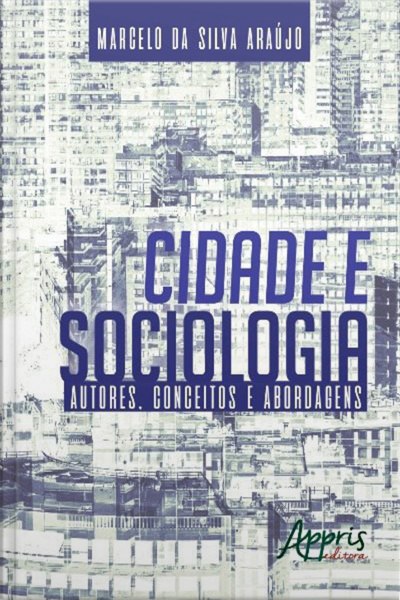 MARCELO DA SILVA ARAÚJO
CIDADE E
SOCIOLOGIA
AUTORES, CONCEITOS E ABORDAGENS
Appris
editora